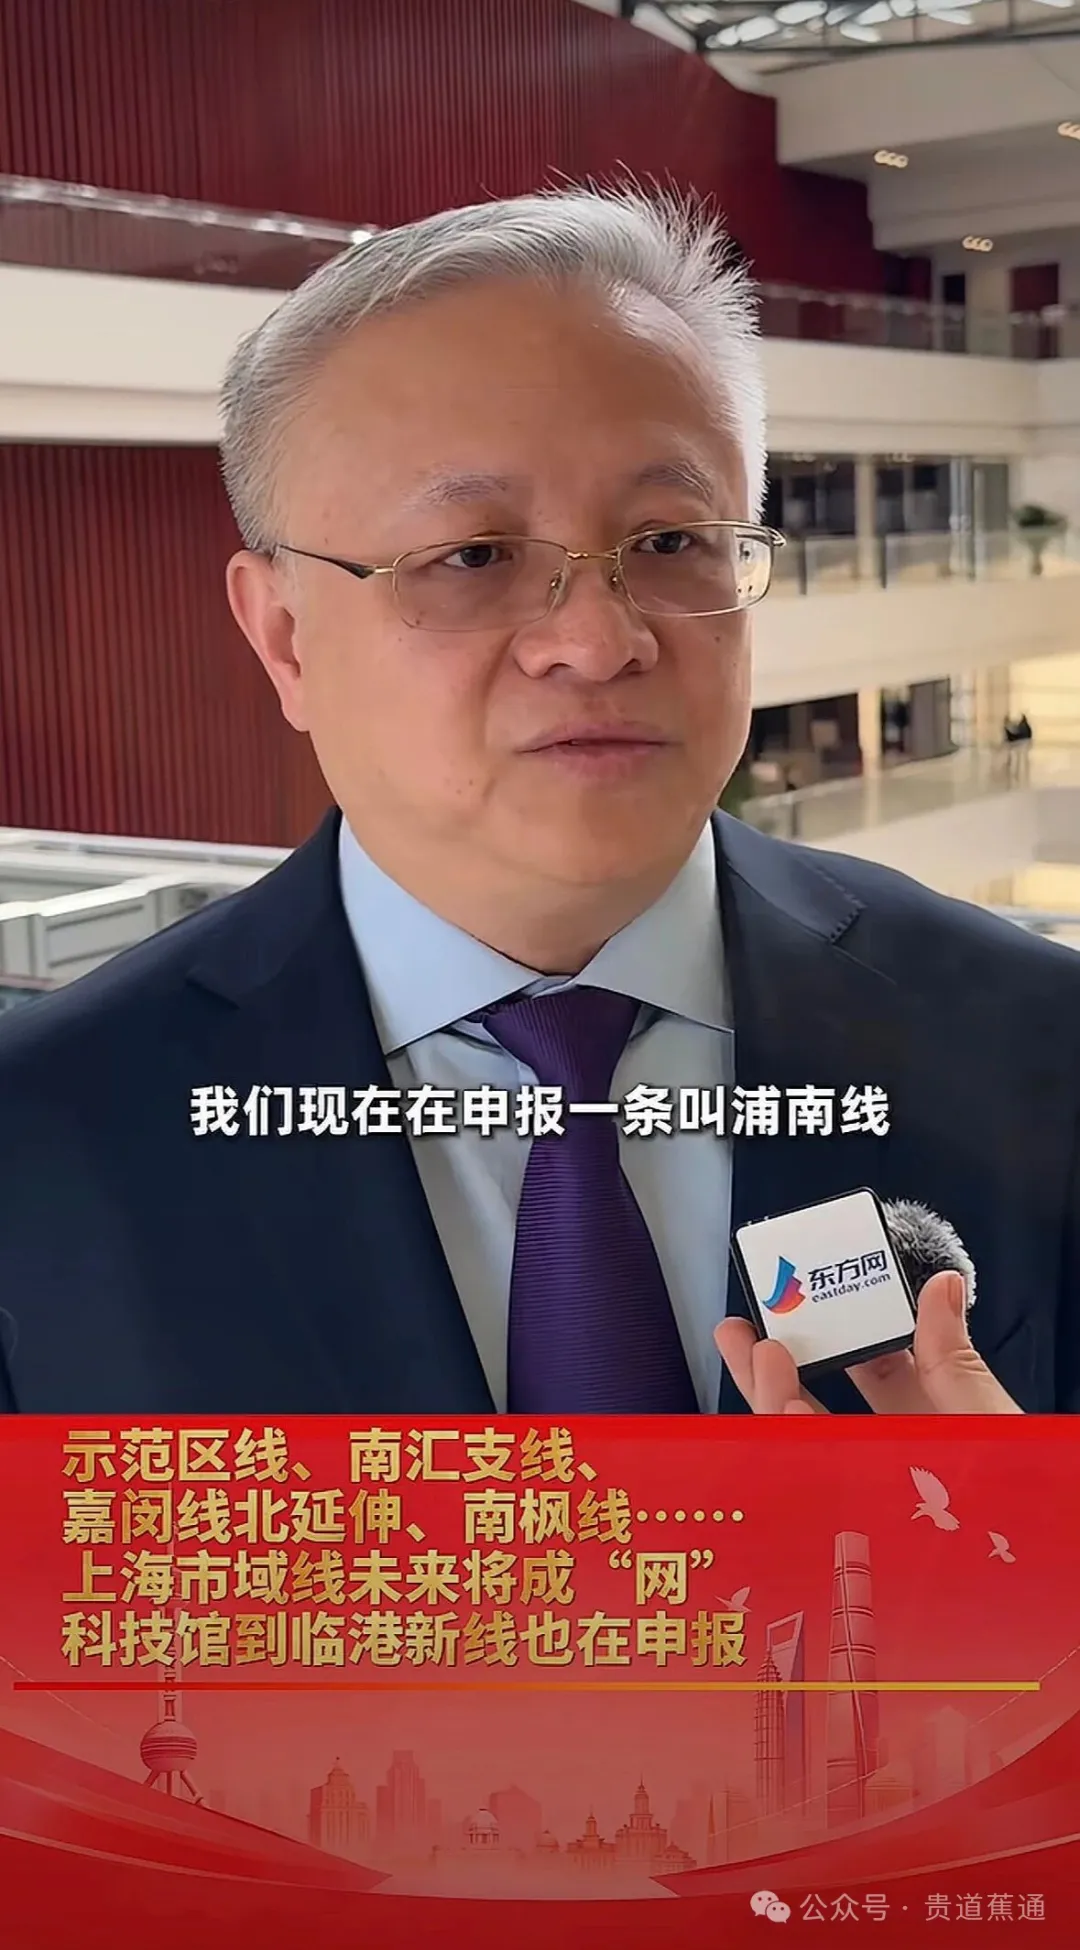 我们现在在申报一条叫浦南线
东方网
eastday.com
示范区线、南汇支线、
嘉闵线北延伸、南枫线……
上海市域线未来将成“网”
科技馆到临港新线也在申报
公众号 · 贵道蕉通